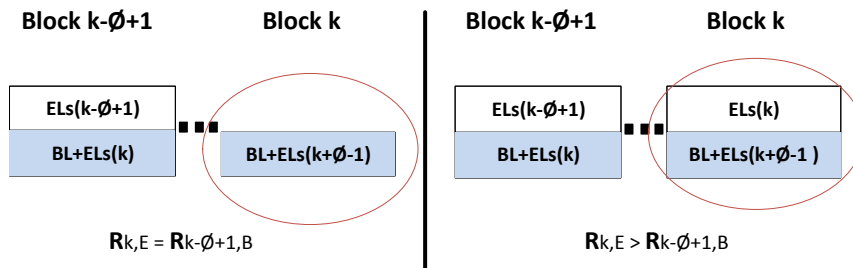 Block k-Ø+1 Block k
ELs(k-Ø+1)
BL+ELs(k) BL+ELs(k+Ø-1)
Rk,E = Rk-Ø+1,B
Block k-Ø+1 Block k
ELs(k-Ø+1) ELs(k)
BL+ELs(k) BL+ELs(k+Ø-1 )
Rk,E > Rk-Ø+1,B